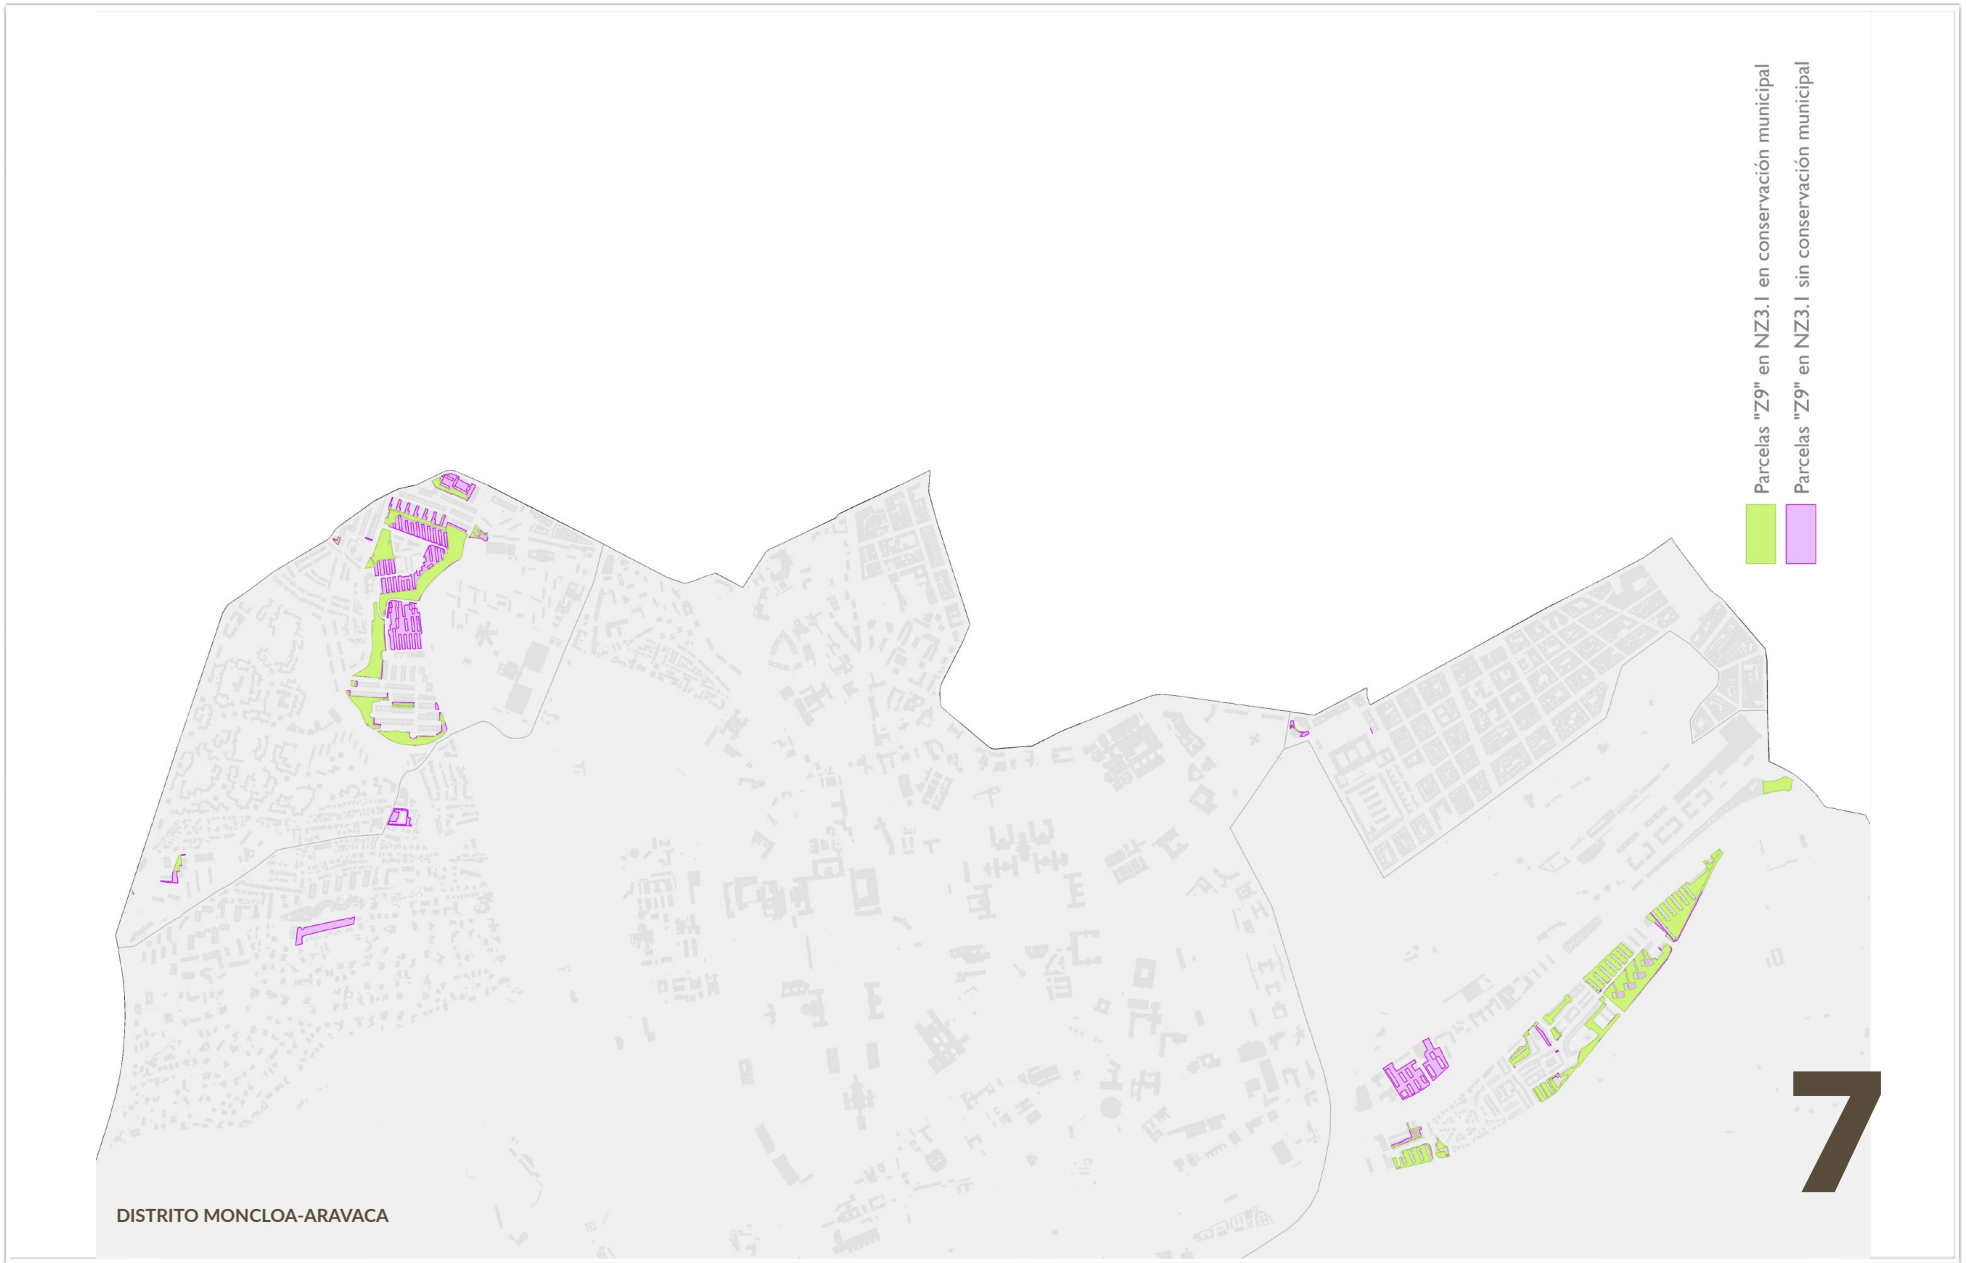 Parcelas "Z9" en NZ3.1 en conservación municipal
Parcelas "Z9" en NZ3.1 sin conservación municipal
7
DISTRITO MONCLOA-ARAVACA